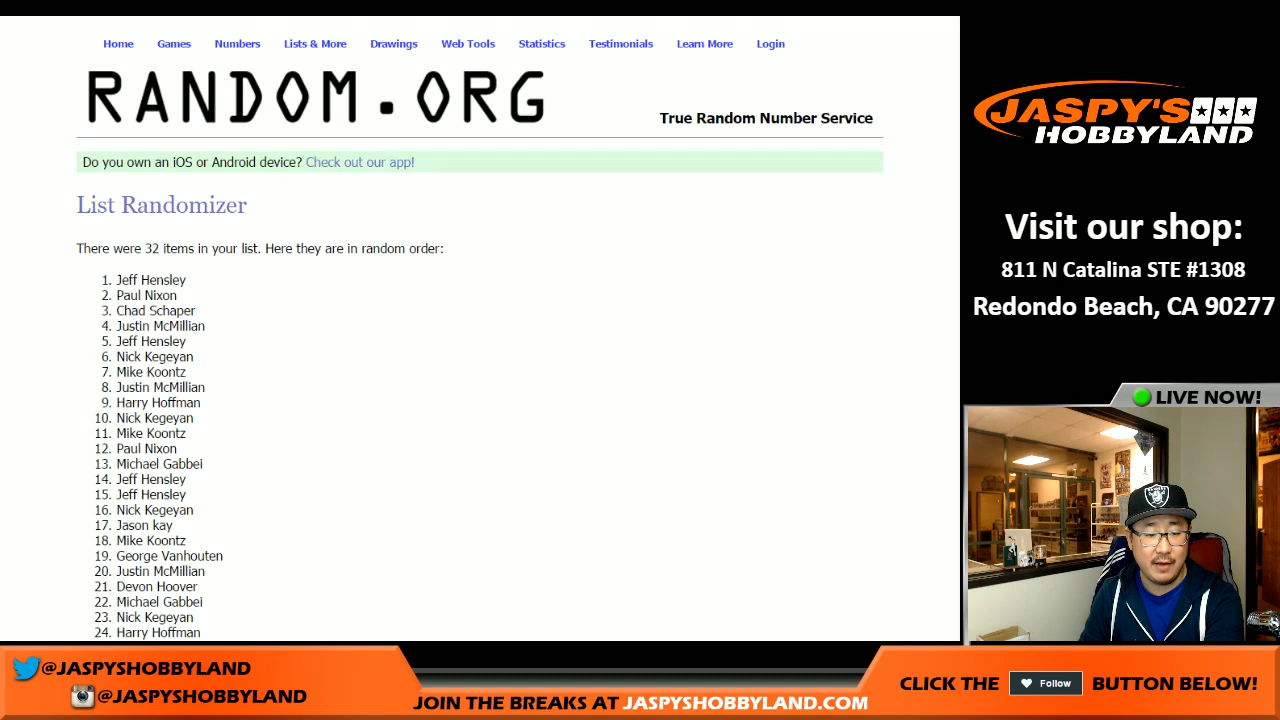 Home Games Numbers Lists & More Drawings Web Tools Statistics Testimonials Learn More Login
RANDOM.ORG
True Random Number Service
Do you own an iOS or Android device? Check out our app!
List Randomizer
There were 32 items in your list. Here they are in random order:
1. Jeff Hensley
2. Paul Nixon
3. Chad Schaper
4. Justin McMillian
5. Jeff Hensley
6. Nick Kegeyan
7. Mike Koontz
8. Justin McMillian
9. Harry Hoffman
10. Nick Kegeyan
11. Mike Koontz
12. Paul Nixon
13. Michael Gabbei
14. Jeff Hensley
15. Jeff Hensley
16. Nick Kegeyan
17. Jason kay
18. Mike Koontz
19. George Vanhouten
20. Justin McMillian
21. Devon Hoover
22. Michael Gabbei
23. Nick Kegeyan
24. Harry Hoffman
JASPY'S
HOBBYLAND
Visit our shop:
811 N Catalina STE #1308
Redondo Beach, CA 90277
LIVE NOW!
@JASPYSHOBBYLAND
@JASPYSHOBBYLAND
JOIN THE BREAKS AT JASPYSHOBBYLAND.COM
CLICK THE Follow BUTTON BELOW!